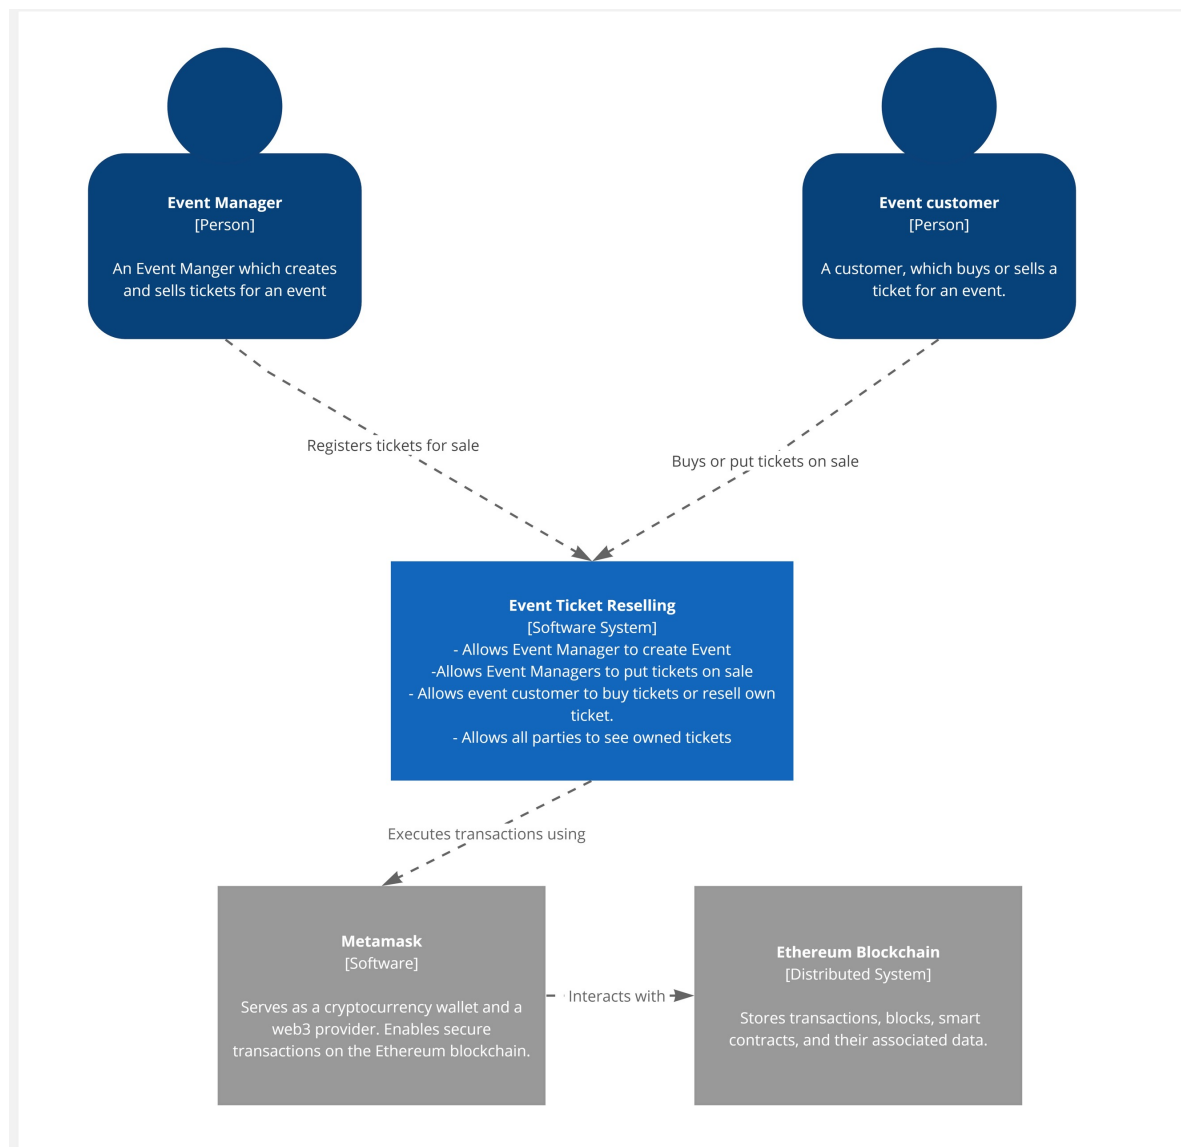 Event Manager
[Person]
An Event Manger which creates
and sells tickets for an event
Event customer
[Person]
A customer, which buys or sells a
ticket for an event.
Registers tickets for sale
Buys or put tickets on sale
Event Ticket Reselling
[Software System]
- Allows Event Manager to create Event
-Allows Event Managers to put tickets on sale
- Allows event customer to buy tickets or resell own
ticket.
- Allows all parties to see owned tickets
Executes transactions using
Metamask
[Software]
Serves as a cryptocurrency wallet and a
web3 provider. Enables secure
transactions on the Ethereum blockchain.
Interacts with
Ethereum Blockchain
[Distributed System]
Stores transactions, blocks, smart
contracts, and their associated data.